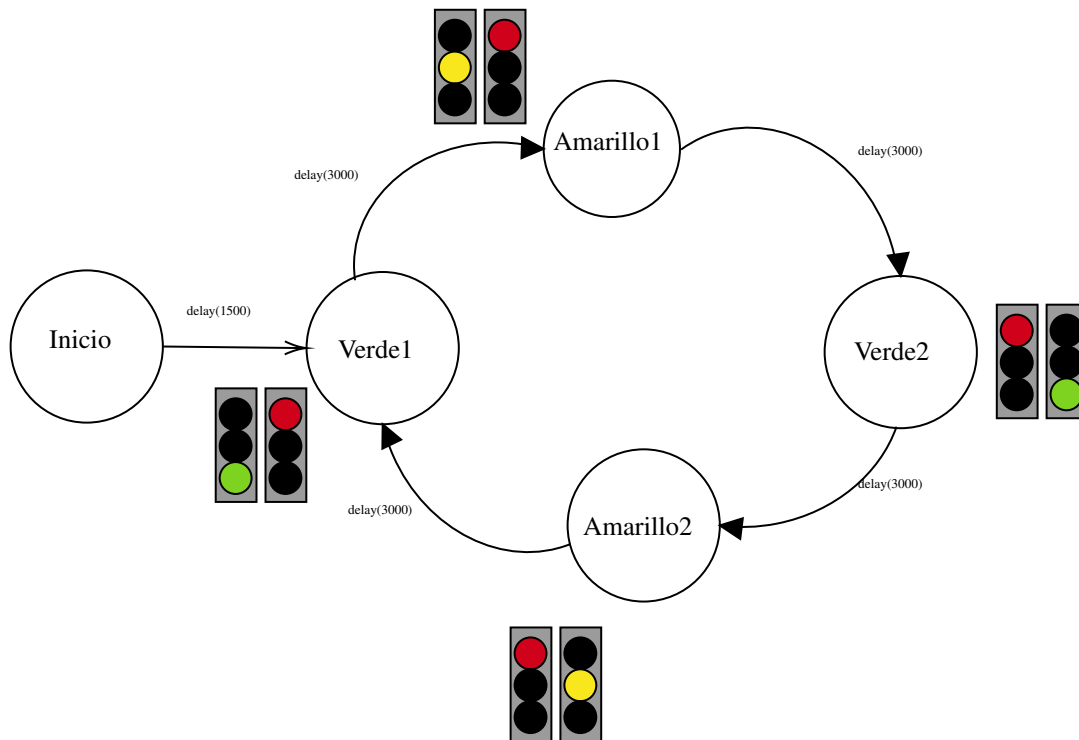 Amarillo1
delay(3000)
delay(3000)
Inicio
delay(1500)
Verde1
Verde2
delay(3000)
delay(3000)
Amarillo2